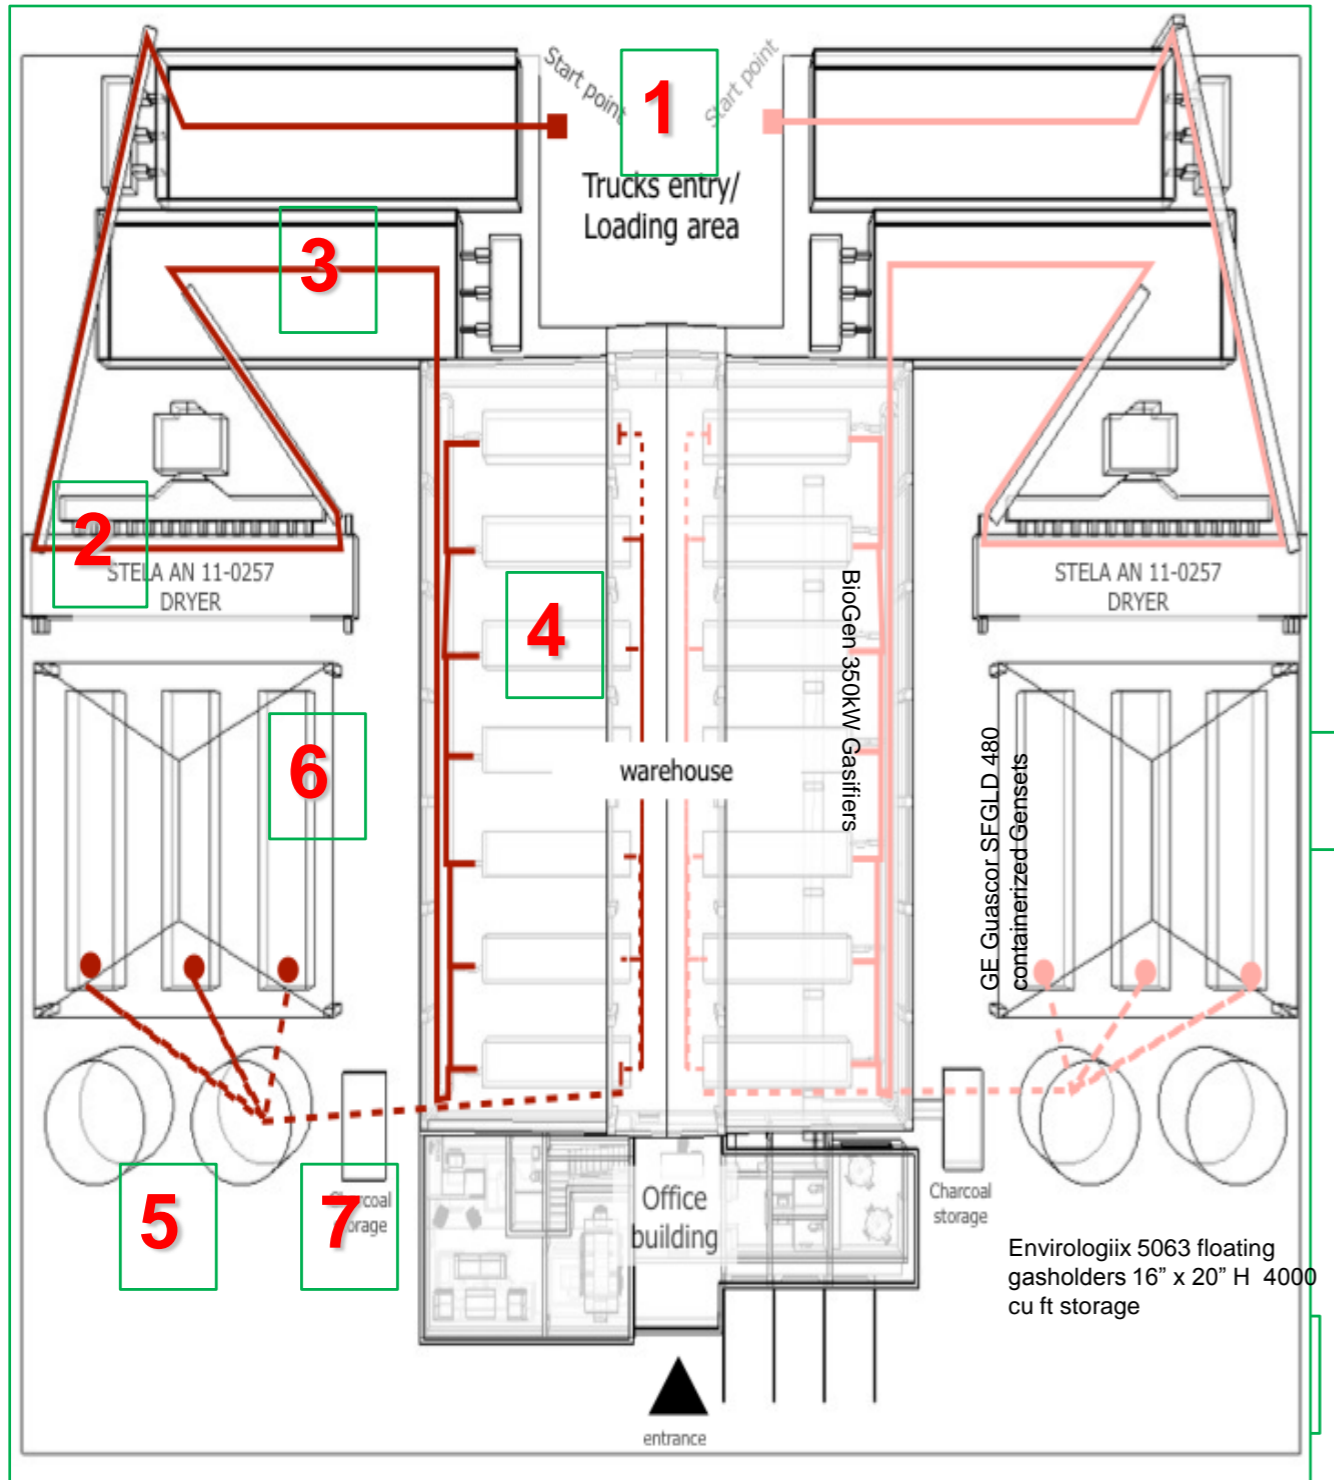 Start point
1
Start point
Trucks entry/
Loading area
3
2
STELA AN 11-0257
DRYER
STELA AN 11-0257
DRYER
4
BioGen 350kW Gasifiers
warehouse
6
GE Guascor SFGLD 480
containerized Gensets
5
7
Charcoal
storage
Office
building
Charcoal
storage
Envirologiix 5063 floating
gasholders 16” x 20” H 4000
cu ft storage
entrance